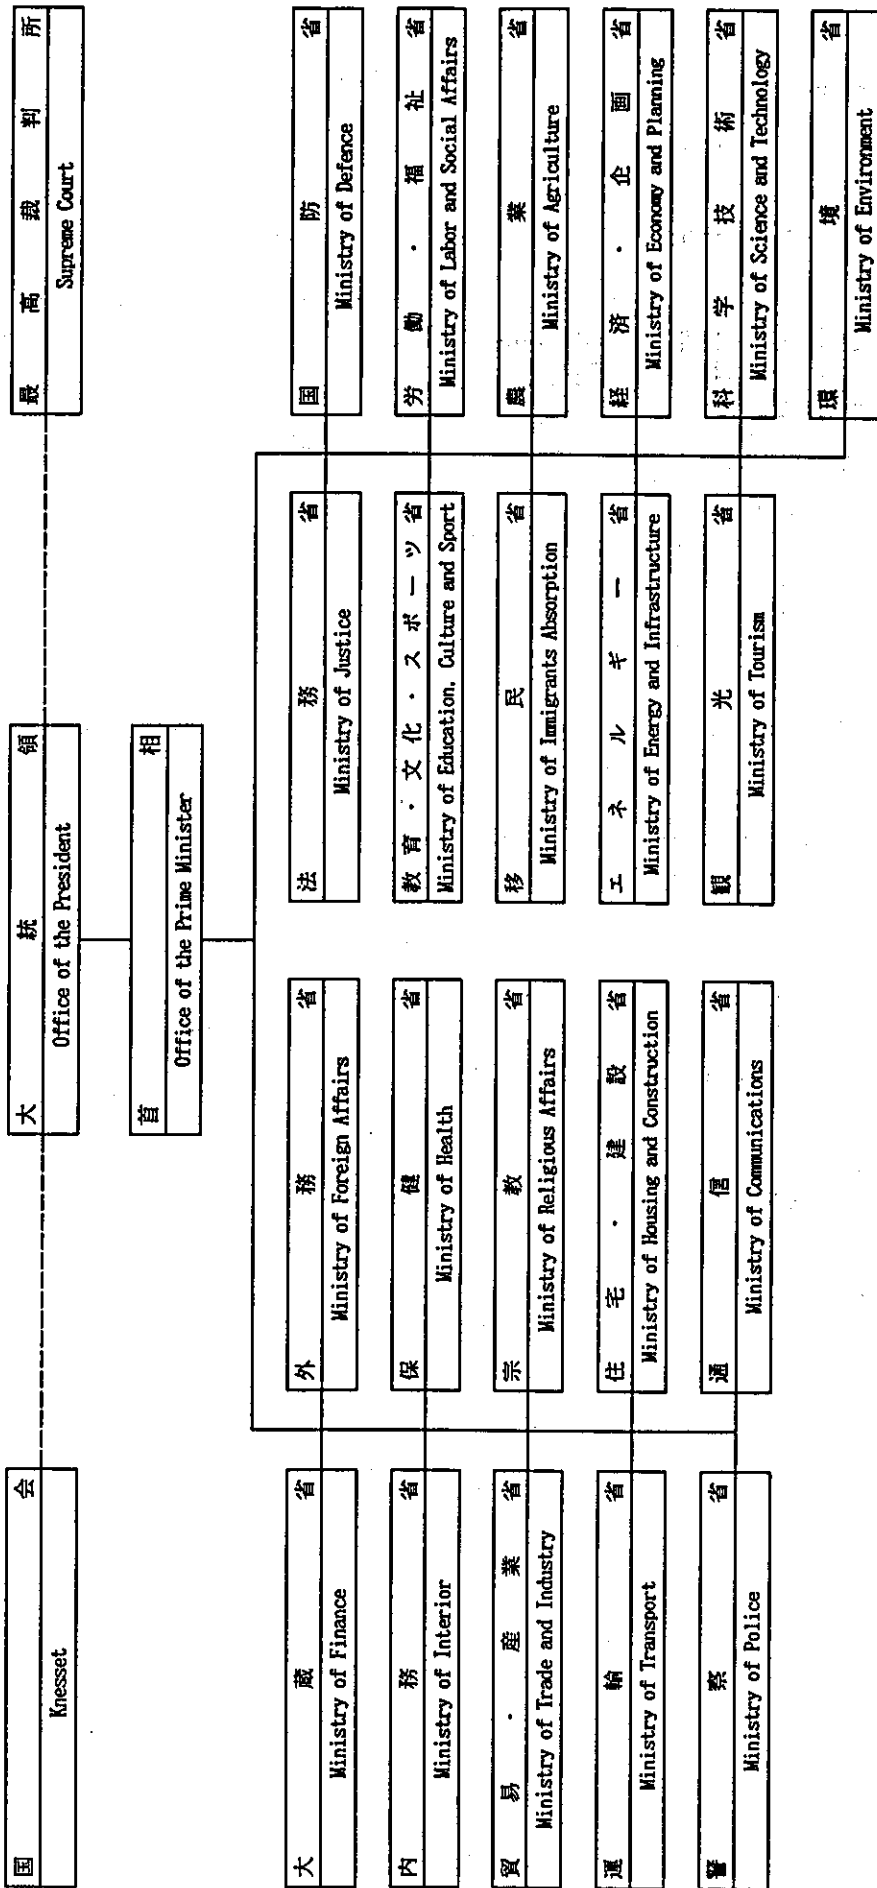 国会
Knesset
大統領
Office of the President
最高裁判所
Supreme Court
首相
Office of the Prime Minister
大蔵省
Ministry of Finance
外務省
Ministry of Foreign Affairs
法務省
Ministry of Justice
国防省
Ministry of Defence
内務省
Ministry of Interior
保健省
Ministry of Health
教育・文化・スポーツ省
Ministry of Education, Culture and Sport
労働・福祉省
Ministry of Labor and Social Affairs
貿易・産業省
Ministry of Trade and Industry
宗教省
Ministry of Religious Affairs
移民省
Ministry of Immigrants Absorption
農業省
Ministry of Agriculture
運輸省
Ministry of Transport
住宅・建設省
Ministry of Housing and Construction
エネルギー省
Ministry of Energy and Infrastructure
経済・企画省
Ministry of Economy and Planning
警察省
Ministry of Police
通信省
Ministry of Communications
観光省
Ministry of Tourism
科学技術省
Ministry of Science and Technology
環境省
Ministry of Environment